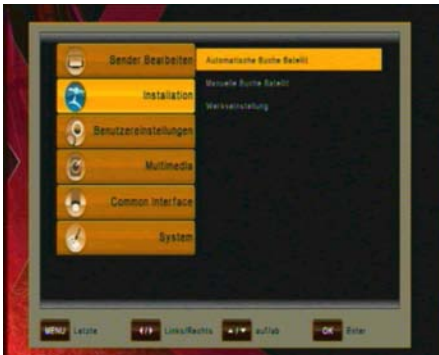 Sender Bearbeiten
Automatische Suche Satellit
Installation
Manuelle Suche Satellit
Werkseinstellung
Benutzereinstellungen
Multimedia
Common Interface
System
MENU Letzte
Links/Rechts
auf/ab
OK Enter